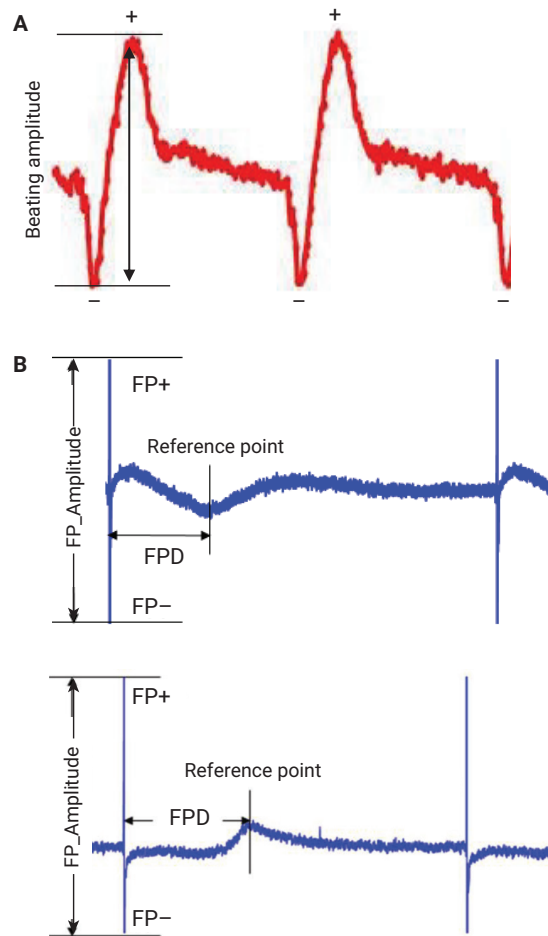 A
+
+
Beating amplitude
−
−
−
B
FP+
FP_Amplitude
Reference point
FPD
FP−
FP+
FP_Amplitude
Reference point
FPD
FP−